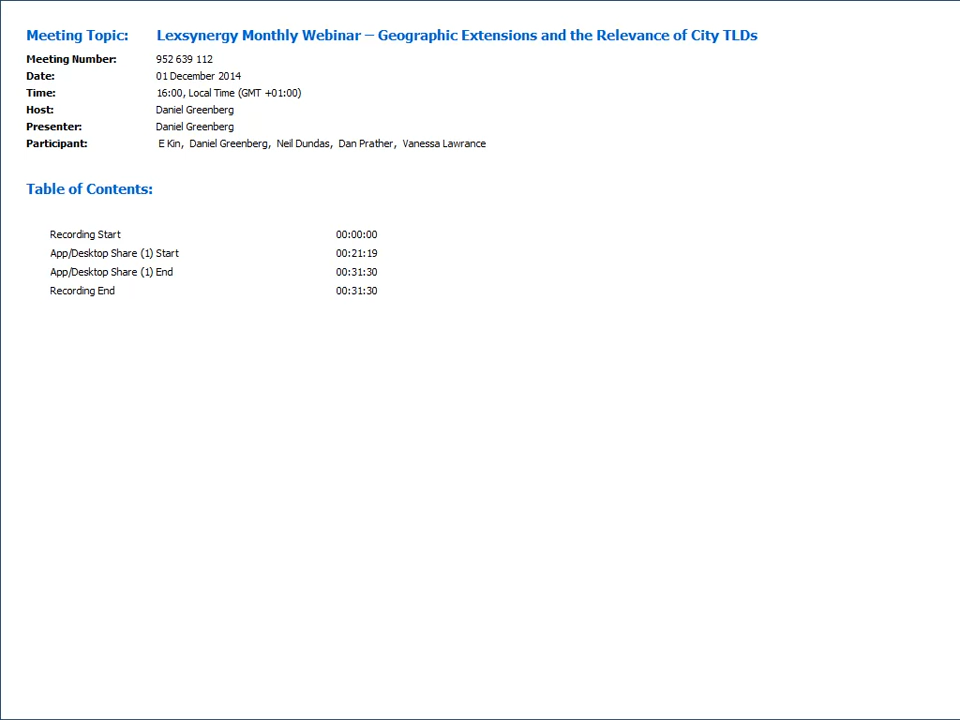 Meeting Topic: Lexsynergy Monthly Webinar – Geographic Extensions and the Relevance of City TLDs
Meeting Number: 952 639 112
Date: 01 December 2014
Time: 16:00, Local Time (GMT +01:00)
Host: Daniel Greenberg
Presenter: Daniel Greenberg
Participant: E Kin, Daniel Greenberg, Neil Dundas, Dan Prather, Vanessa Lawrance
Table of Contents:
Recording Start 00:00:00
App/Desktop Share (1) Start 00:21:19
App/Desktop Share (1) End 00:31:30
Recording End 00:31:30